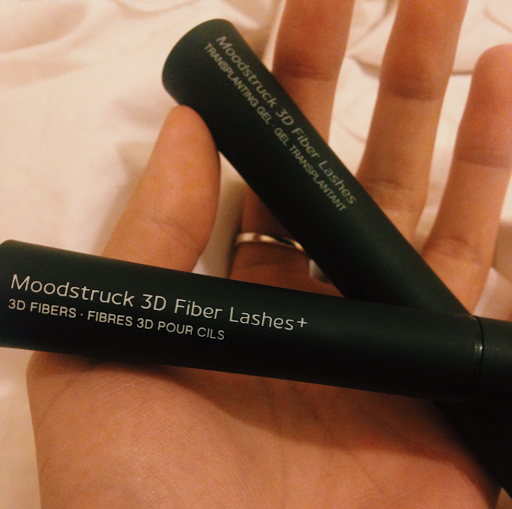 Moodstruck 3D Fiber Lashes
TRANSPLANTING GEL · GEL TRANSPLANTANT
Moodstruck 3D Fiber Lashes+
3D FIBERS · FIBRES 3D POUR CILS